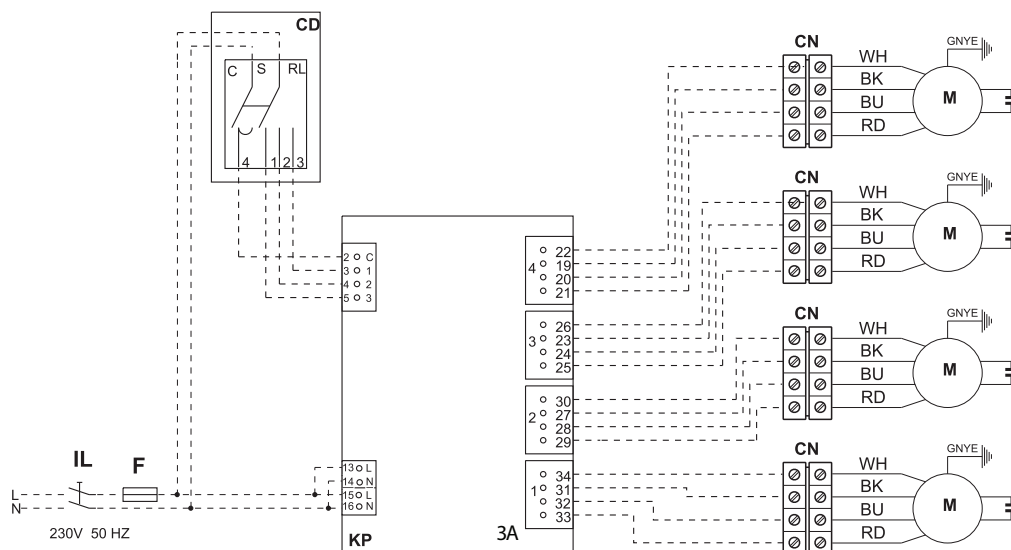 CD
C S RL
4 1 2 3
2 C
3 1
4 2
5 3
13 L
14 N
15 L
16 N
KP
IL F
L
N
230V 50 HZ
4
22
19
20
21
3
26
23
24
25
2
30
27
28
29
1
34
31
32
33
3A
CN
WH
BK
BU
RD
GNYE
M
CN
WH
BK
BU
RD
GNYE
M
CN
WH
BK
BU
RD
GNYE
M
CN
WH
BK
BU
RD
GNYE
M